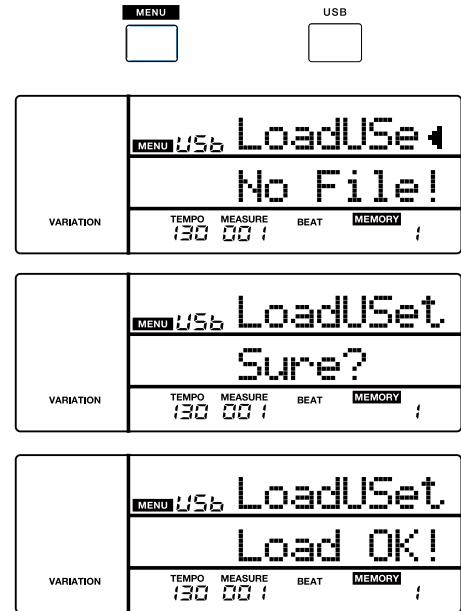 MENU USB
MENU USb LoadUSe
No File!
VARIATION TEMPO MEASURE BEAT MEMORY
130 001 1
MENU USb LoadUSet.
Sure?
VARIATION TEMPO MEASURE BEAT MEMORY
130 001 1
MENU USb LoadUSet.
Load OK!
VARIATION TEMPO MEASURE BEAT MEMORY
130 001 1